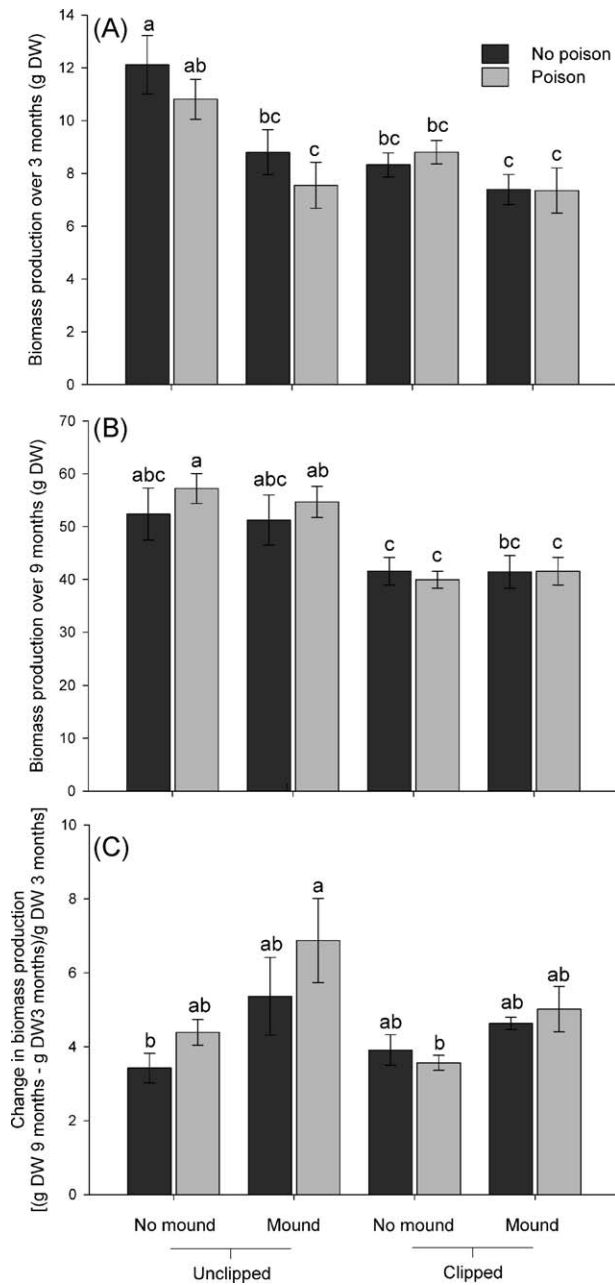 (A)
No poison
Poison
Biomass production over 3 months (g DW)
14
12
10
8
6
4
2
0
a
ab
bc
c
bc
bc
c
c
(B)
Biomass production over 9 months (g DW)
70
60
50
40
30
20
10
0
abc
a
abc
ab
c
c
bc
c
(C)
Change in biomass production
[(g DW 9 months - g DW3 months)/g DW 3 months]
10
8
6
4
2
0
b
ab
ab
a
ab
b
ab
ab
No mound Mound No mound Mound
Unclipped Clipped